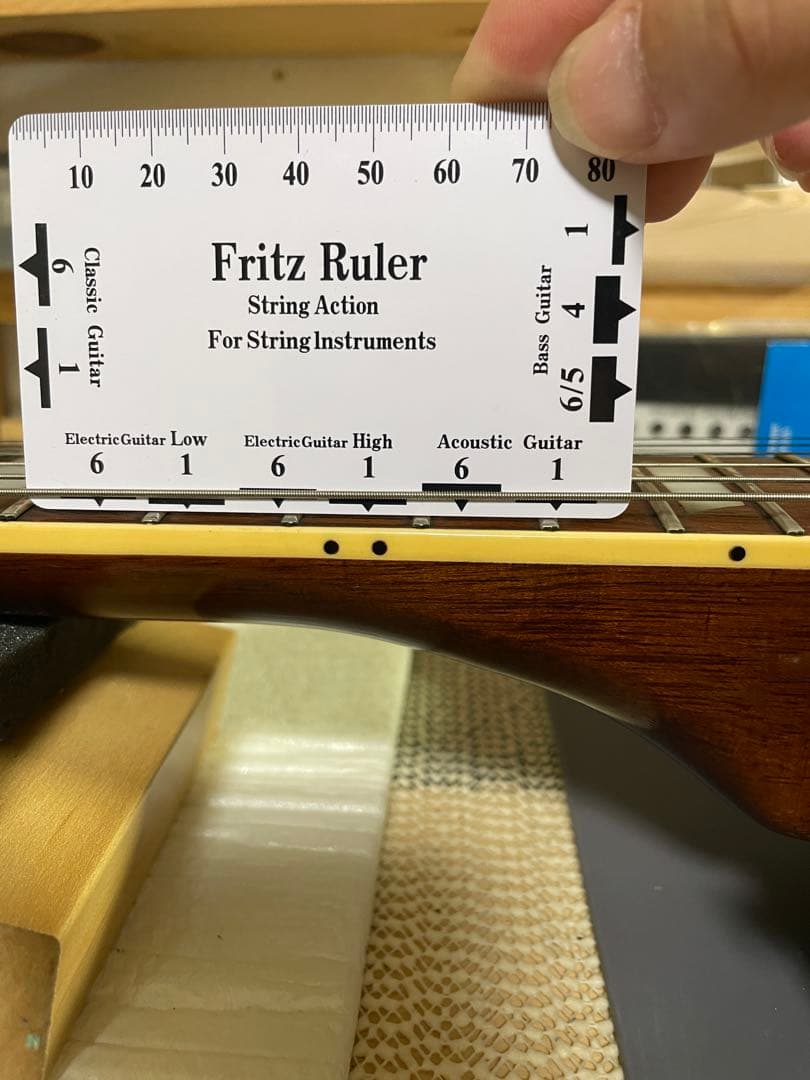 10 20 30 40 50 60 70 80
Fritz Ruler
String Action
For String Instruments
Classic Guitar
6 1
Bass Guitar
1 4 6/5
Electric Guitar Low
6 1
Electric Guitar High
6 1
Acoustic Guitar
6 1